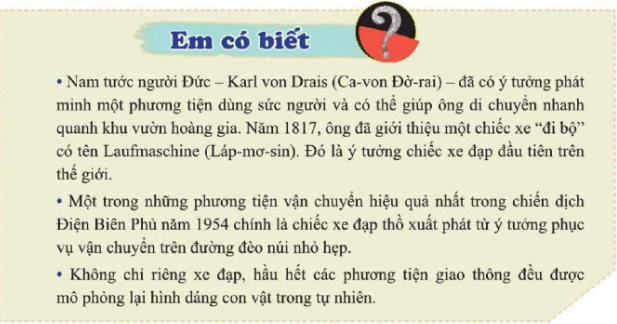 Em có biết
?
• Nam tước người Đức – Karl von Drais (Ca-von Đờ-rai) – đã có ý tưởng phát
minh một phương tiện dùng sức người và có thể giúp ông di chuyển nhanh
quanh khu vườn hoàng gia. Năm 1817, ông đã giới thiệu một chiếc xe “đi bộ”
có tên Laufmaschine (Láp-mơ-sin). Đó là ý tưởng chiếc xe đạp đầu tiên trên
thế giới.
• Một trong những phương tiện vận chuyển hiệu quả nhất trong chiến dịch
Điện Biên Phủ năm 1954 chính là chiếc xe đạp thồ xuất phát từ ý tưởng phục
vụ vận chuyển trên đường đèo núi nhỏ hẹp.
• Không chỉ riêng xe đạp, hầu hết các phương tiện giao thông đều được
mô phỏng lại hình dáng con vật trong tự nhiên.